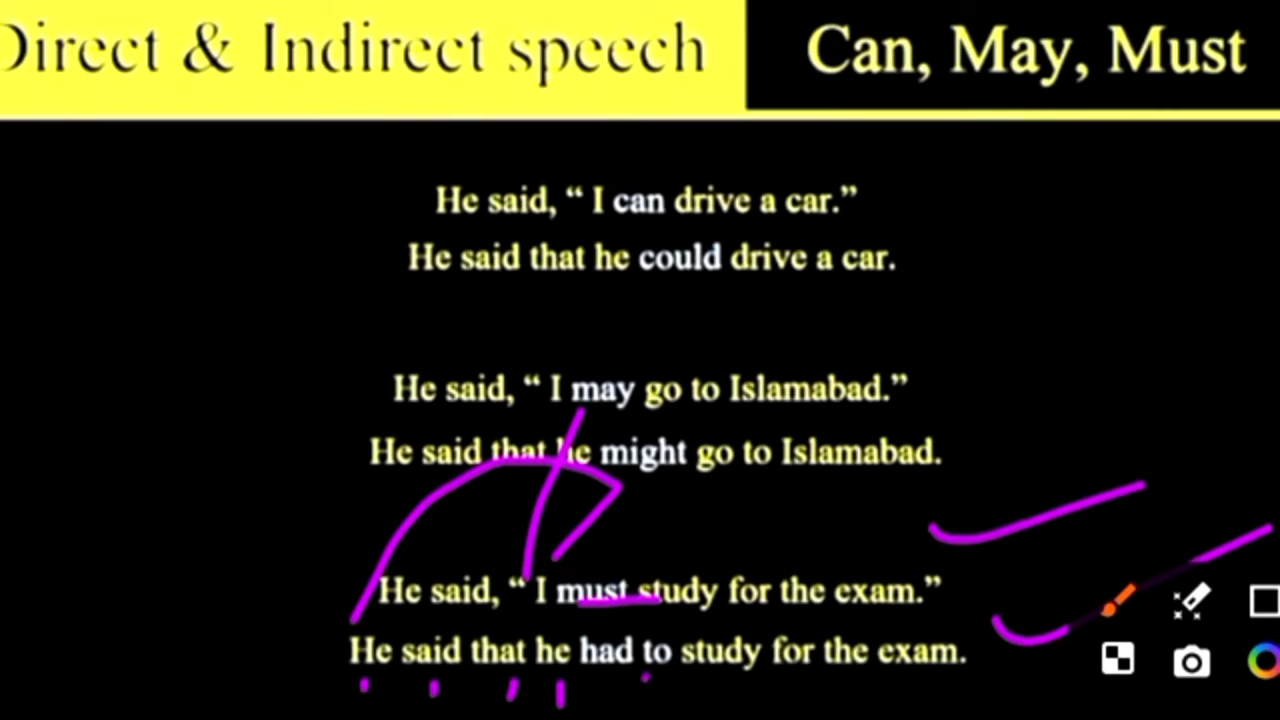 Direct & Indirect speech
Can, May, Must
He said, “ I can drive a car.”
He said that he could drive a car.
He said, “ I may go to Islamabad.”
He said that he might go to Islamabad.
He said, “ I must study for the exam.”
He said that he had to study for the exam.